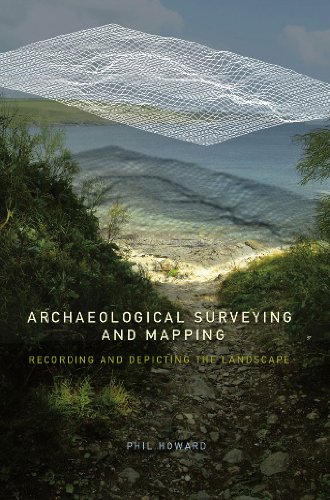 ARCHAEOLOGICAL SURVEYING
AND MAPPING
RECORDING AND DEPICTING THE LANDSCAPE
PHIL HOWARD